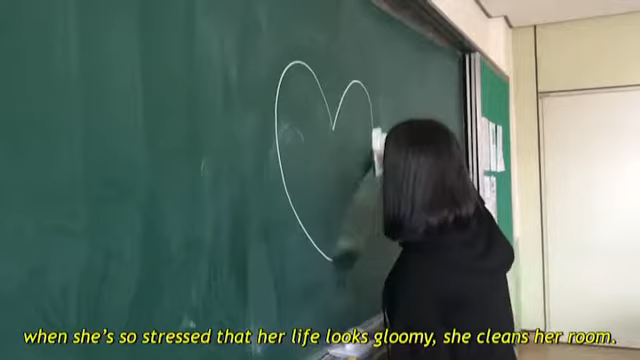 when she's so stressed that her life looks gloomy, she cleans her room.